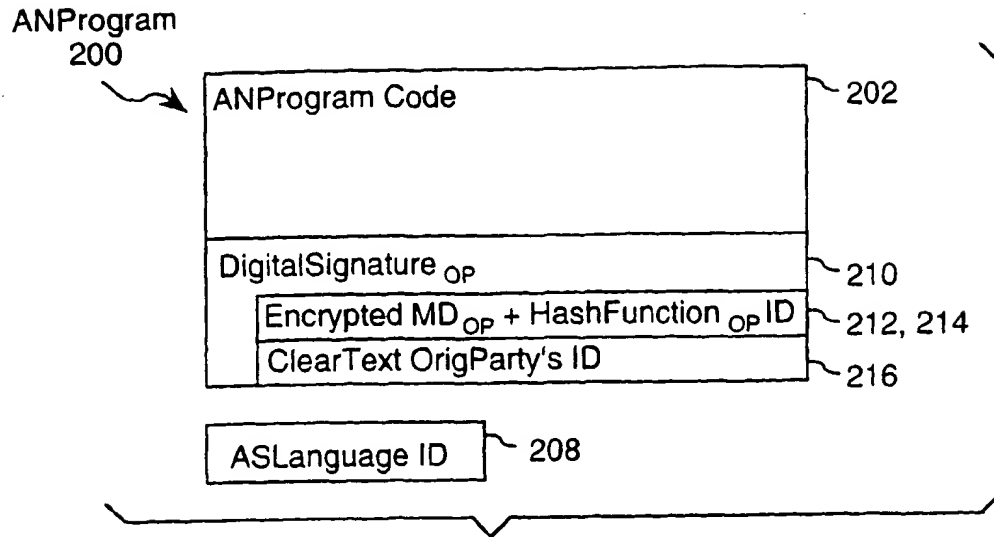 ANProgram
200
ANProgram Code
202
DigitalSignature OP
210
Encrypted MD OP + HashFunction OP ID
212, 214
ClearText OrigParty's ID
216
ASLanguage ID
208